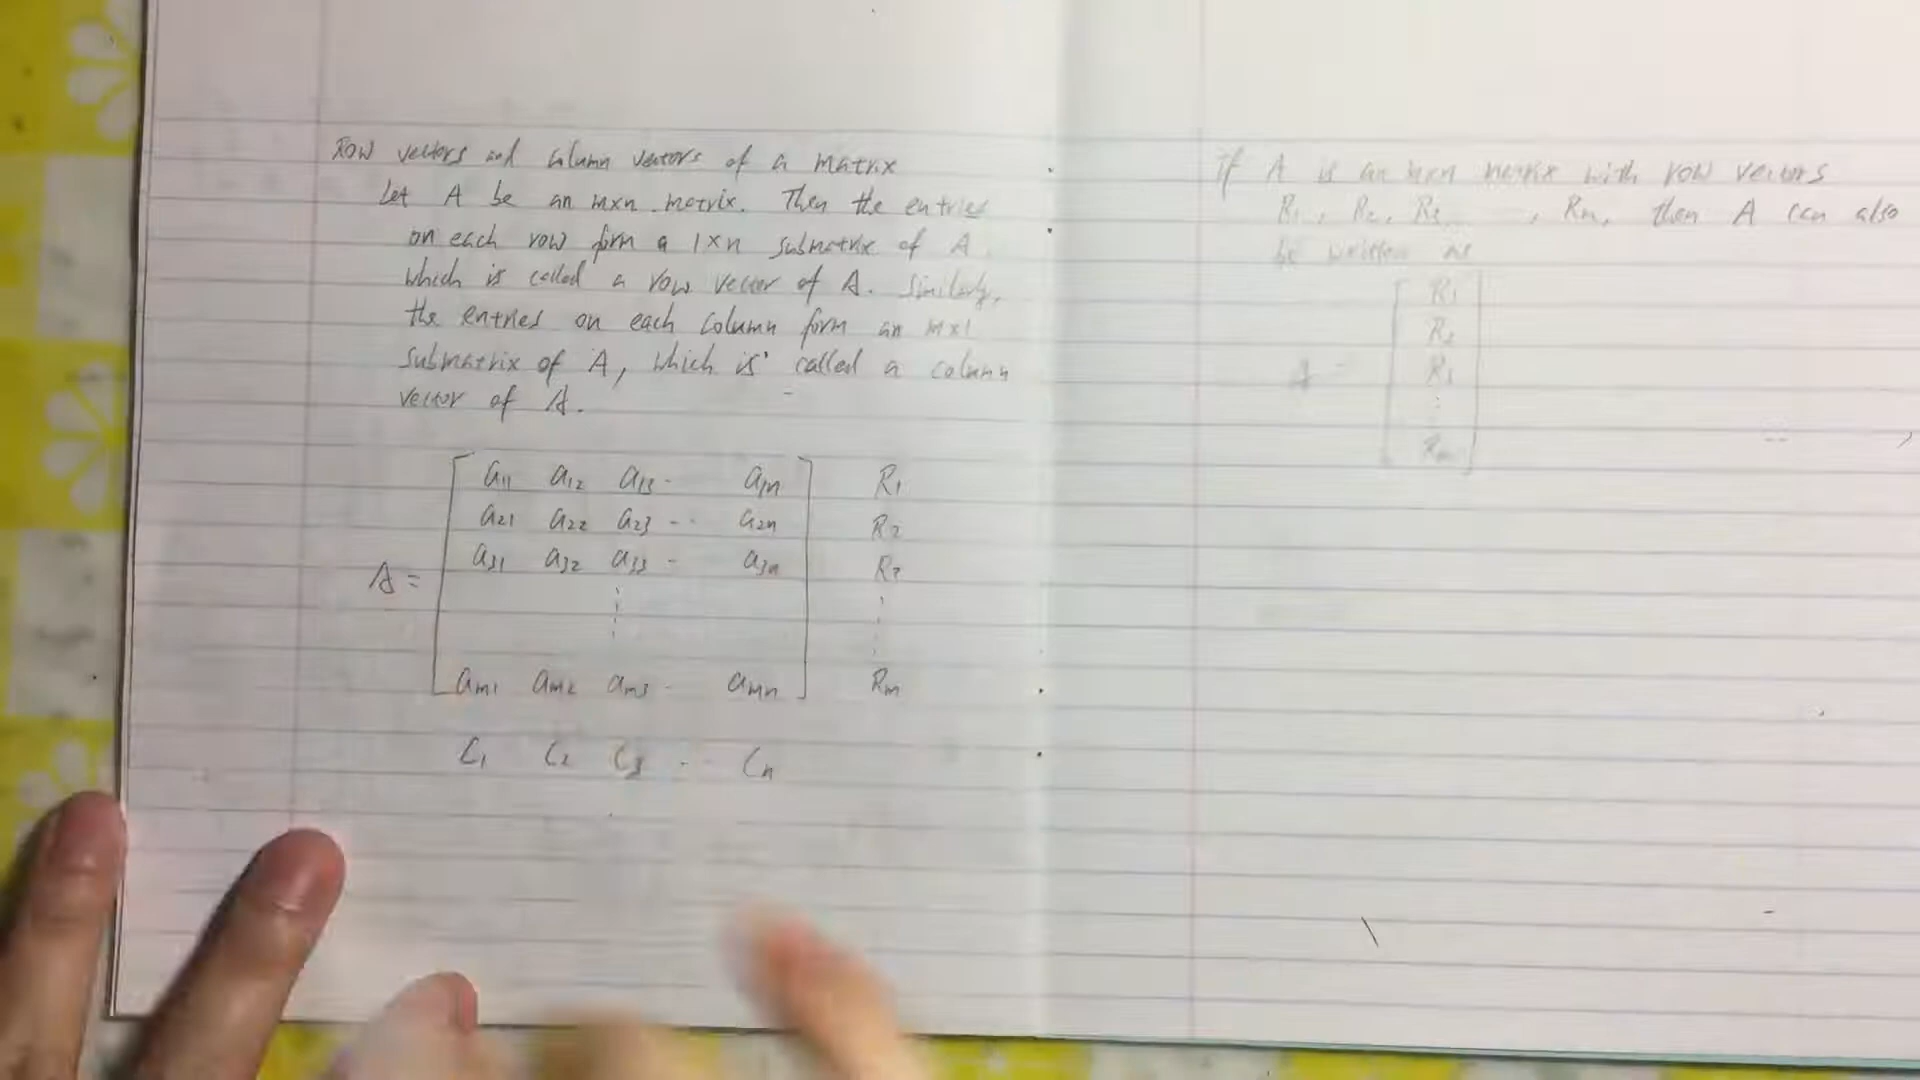 Row vectors and column vectors of a matrix
Let A be an mxn matrix. Then the entries
on each row form a 1×n submatrix of A
which is called a row vector of A. Similarly,
the entries on each column form an mx1
submatrix of A, which is called a column
vector of A.
a11 a12 a13 - a1n R1
a21 a22 a23 -- a2n R2
a31 a32 a33 - a3n R3
A =
am1 am2 am3 - amn Rm
C1 C2 C3 -- Cn
If A is an mxn matrix with row vectors
R1, R2, R3, , Rm, then A can also
be written as
R1
R2
R3
A =
Rm